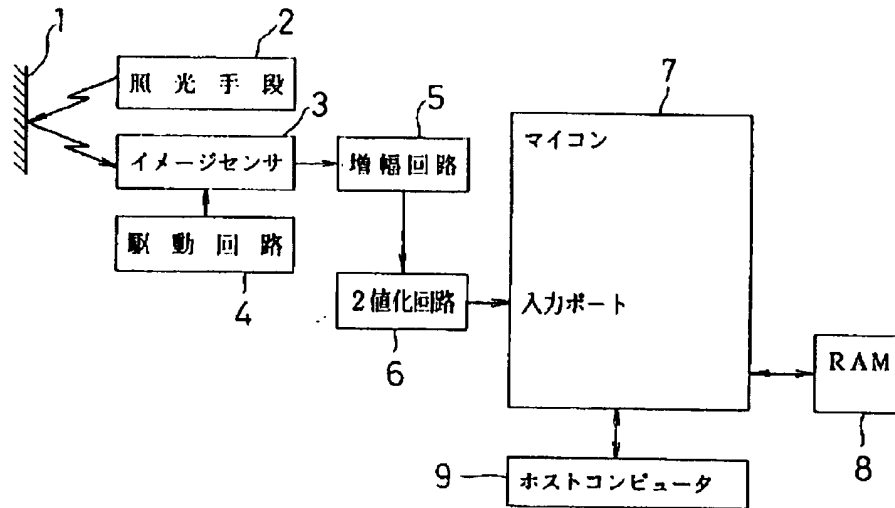 1
2
照光手段
3
イメージセンサ
駆動回路
4
5
増幅回路
2値化回路
6
7
マイコン
入力ポート
RAM
8
9
ホストコンピュータ